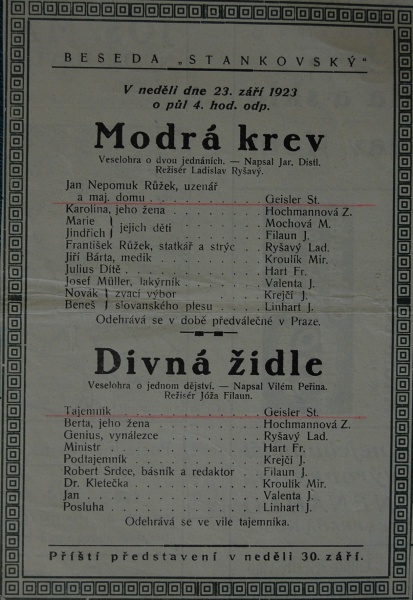 BESEDA „STANKOVSKÝ"
V neděli dne 23. září 1923
o půl 4. hod. odp.
Modrá krev
Veselohra o dvou jednáních. — Napsal Jar. Distl.
Režisér Ladislav Ryšavý.
Jan Nepomuk Růžek, uzenář
a maj. domu . . . . . . . . . . . . Geisler St.
Karolina, jeho žena . . . . . . . . Hochmannová Z.
Marie } jejich děti . . . . . . . . Mochová M.
Jindřich } Filaun J.
František Růžek, statkář a strýc . . Ryšavý Lad.
Jiří Bárta, medik . . . . . . . . . Kroulík Mir.
Julius Dítě . . . . . . . . . . . . Hart Fr.
Josef Müller, lakýrník . . . . . . . Valenta J.
Novák } zvací výbor . . . . . . . . Krejčí J.
Beneš } slovanského plesu . . . . . Linhart J.
Odehrává se v době předválečné v Praze.
Divná židle
Veselohra o jednom dějství. — Napsal Vilém Peřina.
Režisér Jóža Filaun.
Tajemník . . . . . . . . . . . . . Geisler St.
Berta, jeho žena . . . . . . . . . Hochmannová Z.
Genius, vynálezce . . . . . . . . . Ryšavý Lad.
Ministr . . . . . . . . . . . . . . Hart Fr.
Podtajemník . . . . . . . . . . . . Krejčí J.
Robert Srdce, básník a redaktor . . Filaun J.
Dr. Kletečka . . . . . . . . . . . Kroulík Mir.
Jan . . . . . . . . . . . . . . . . Valenta J.
Posluha . . . . . . . . . . . . . . Linhart J.
Odehrává se ve vile tajemníka.
Příští představení v neděli 30. září.